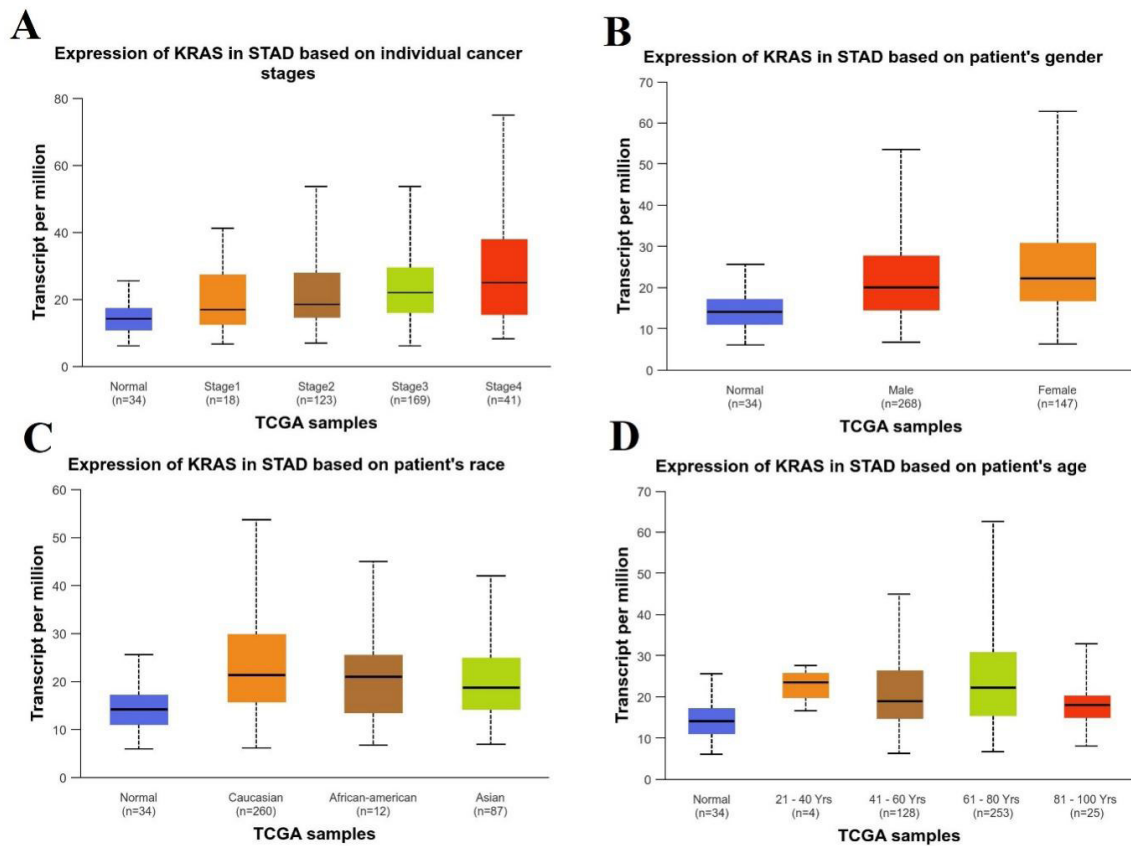 A
Expression of KRAS in STAD based on individual cancer
stages
Transcript per million
80
60
40
20
0
Normal
(n=34)
Stage1
(n=18)
Stage2
(n=123)
Stage3
(n=169)
Stage4
(n=41)
TCGA samples
B
Expression of KRAS in STAD based on patient's gender
Transcript per million
70
60
50
40
30
20
10
0
Normal
(n=34)
Male
(n=268)
Female
(n=147)
TCGA samples
C
Expression of KRAS in STAD based on patient's race
Transcript per million
60
50
40
30
20
10
0
Normal
(n=34)
Caucasian
(n=260)
African-american
(n=12)
Asian
(n=87)
TCGA samples
D
Expression of KRAS in STAD based on patient's age
Transcript per million
70
60
50
40
30
20
10
0
Normal
(n=34)
21 - 40 Yrs
(n=4)
41 - 60 Yrs
(n=128)
61 - 80 Yrs
(n=253)
81 - 100 Yrs
(n=25)
TCGA samples